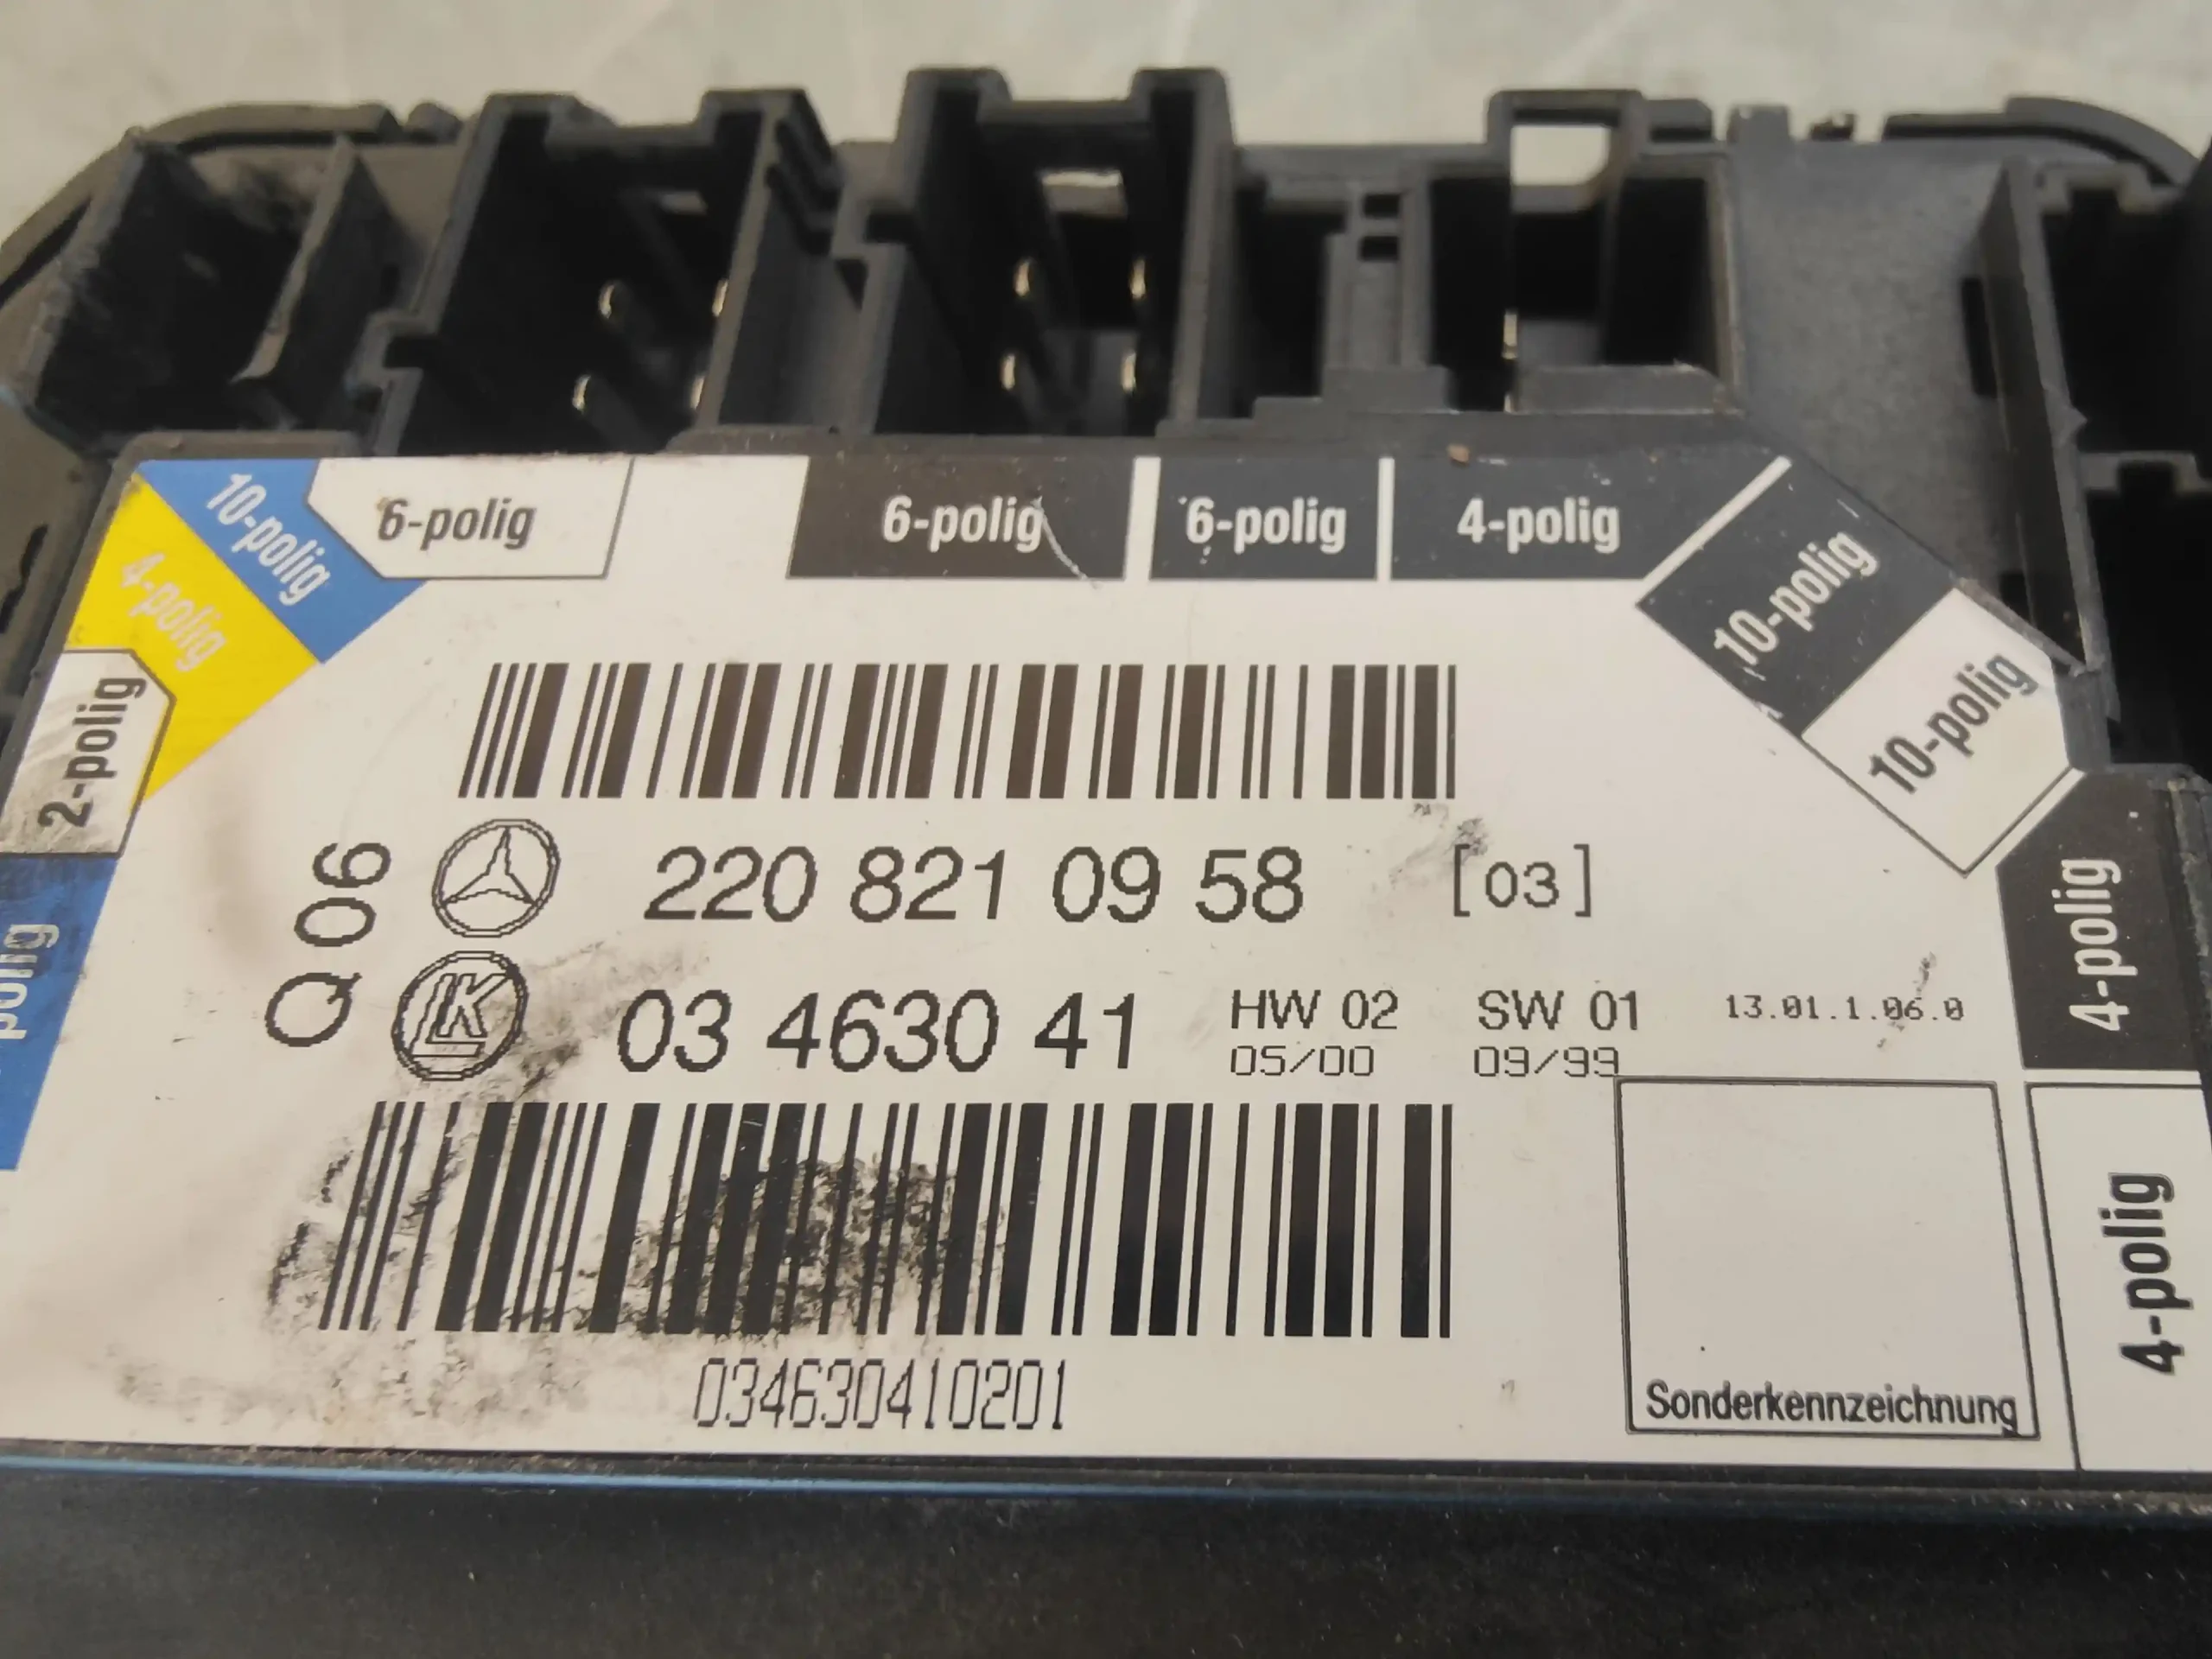 10-polig
6-polig
6-polig
6-polig
4-polig
10-polig
10-polig
4-polig
2-polig
polig
4-polig
4-polig
Q 06
220 821 09 58 [03]
LK
03 4630 41 HW 02 SW 01 13.01.1.06.0
05/00 09/99
034630410201
Sonderkennzeichnung